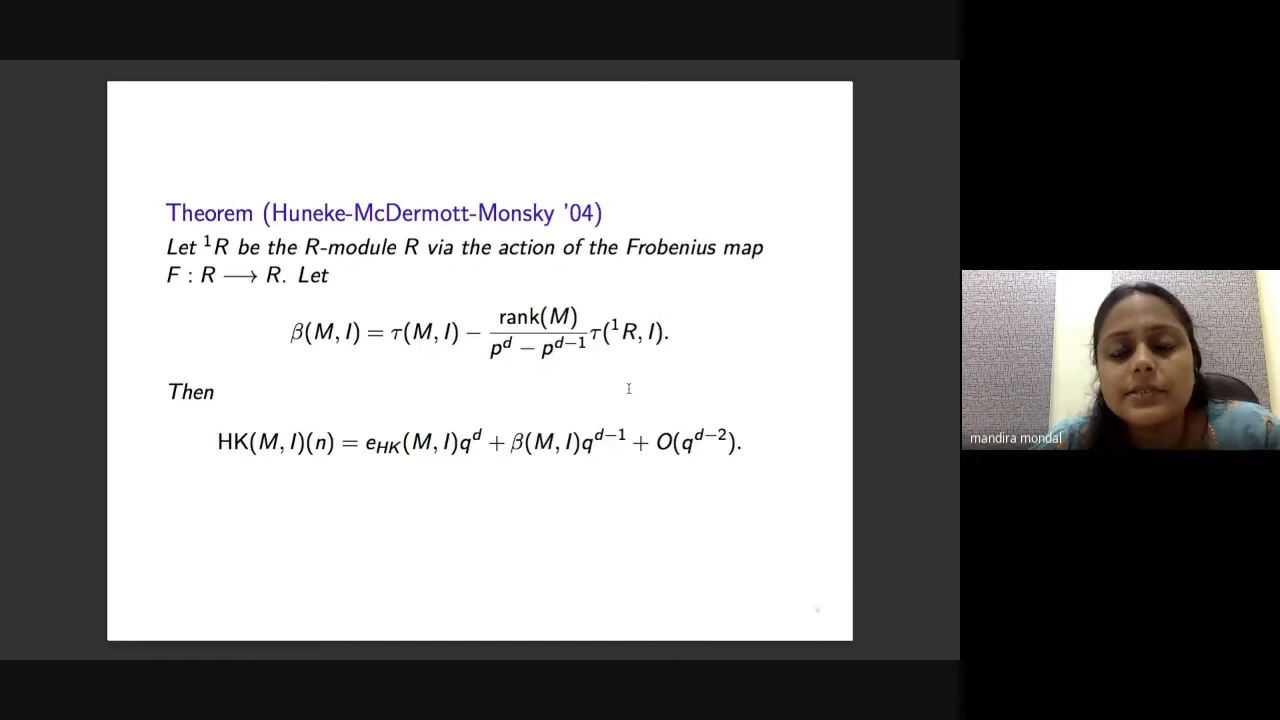 Theorem (Huneke-McDermott-Monsky '04)
Let ¹R be the R-module R via the action of the Frobenius map
F : R ⟶ R. Let
β(M, I) = τ(M, I) − rank(M)/(p^d − p^{d−1}) τ(¹R, I).
Then
HK(M, I)(n) = e_{HK}(M, I)q^d + β(M, I)q^{d−1} + O(q^{d−2}).
mandira mondal